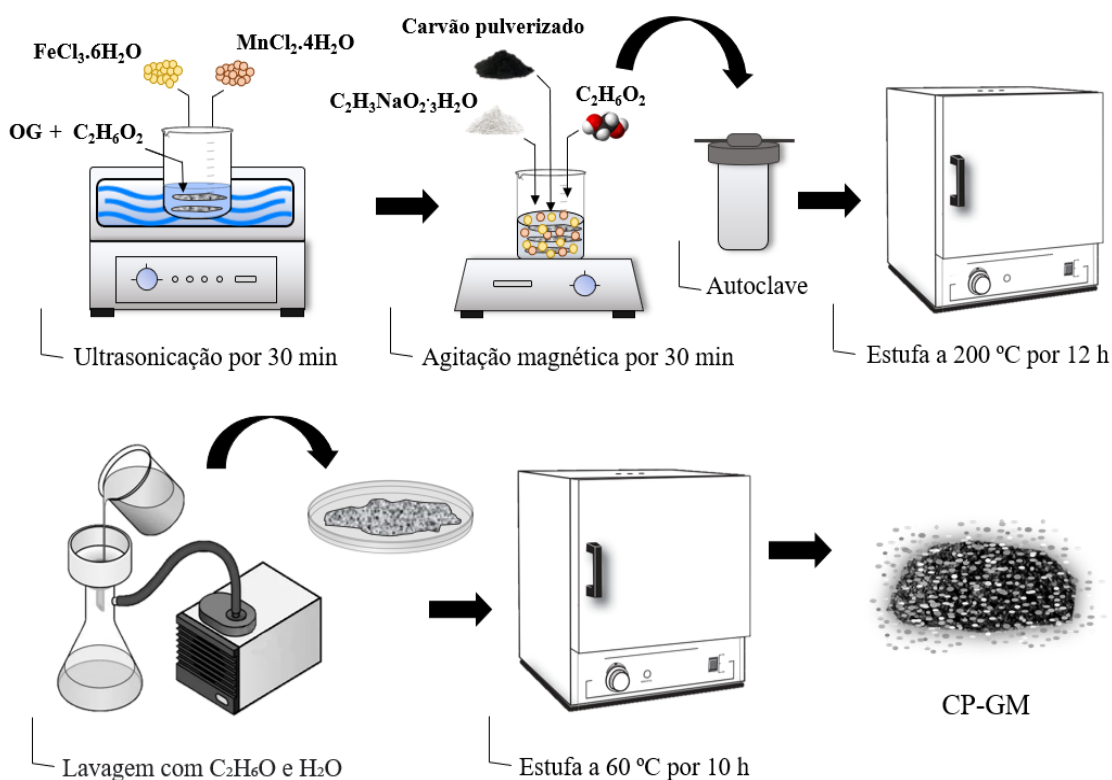 Carvão pulverizado
FeCl₃.6H₂O
MnCl₂.4H₂O
C₂H₃NaO₂.₃H₂O
C₂H₆O₂
OG + C₂H₆O₂
Autoclave
Ultrasonicação por 30 min
Agitação magnética por 30 min
Estufa a 200 ºC por 12 h
CP-GM
Lavagem com C₂H₆O e H₂O
Estufa a 60 ºC por 10 h